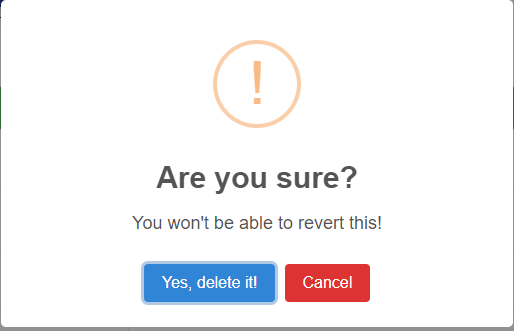 !
Are you sure?
You won't be able to revert this!
Yes, delete it!
Cancel